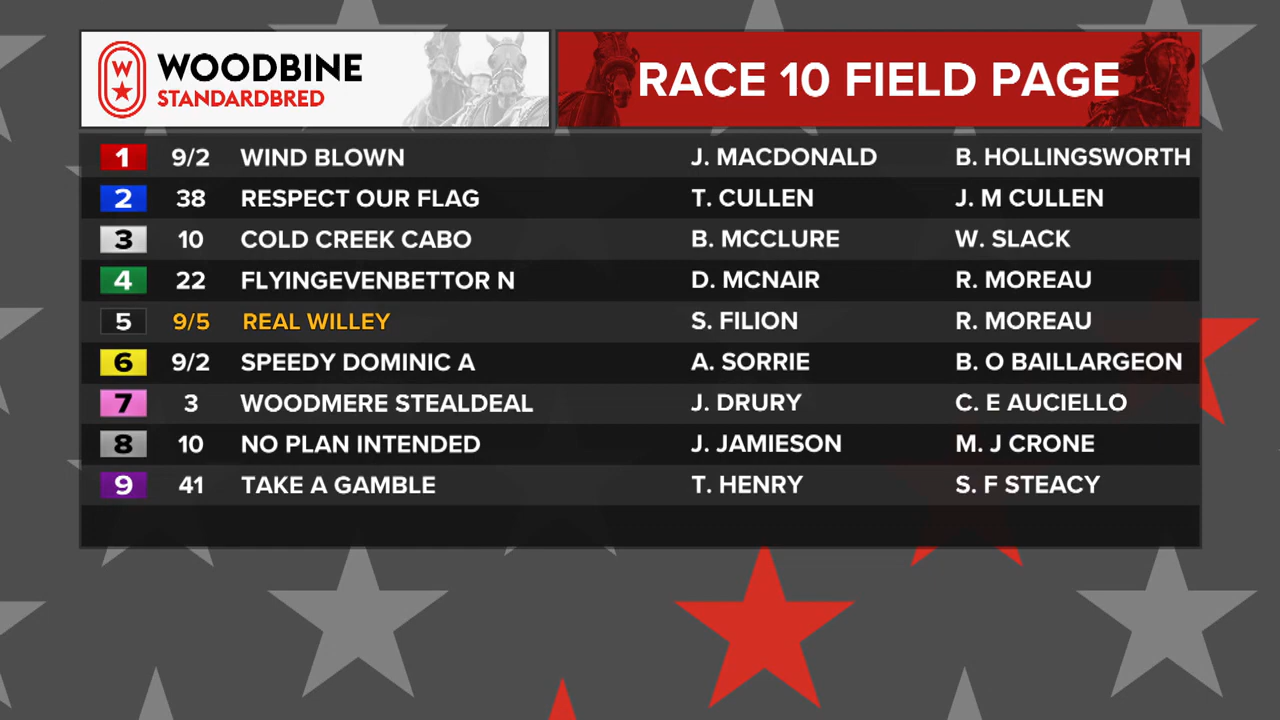 W
WOODBINE
STANDARDBRED
RACE 10 FIELD PAGE
1 9/2 WIND BLOWN J. MACDONALD B. HOLLINGSWORTH
2 38 RESPECT OUR FLAG T. CULLEN J. M CULLEN
3 10 COLD CREEK CABO B. MCCLURE W. SLACK
4 22 FLYINGEVENBETTOR N D. MCNAIR R. MOREAU
5 9/5 REAL WILLEY S. FILION R. MOREAU
6 9/2 SPEEDY DOMINIC A A. SORRIE B. O BAILLARGEON
7 3 WOODMERE STEALDEAL J. DRURY C. E AUCIELLO
8 10 NO PLAN INTENDED J. JAMIESON M. J CRONE
9 41 TAKE A GAMBLE T. HENRY S. F STEACY